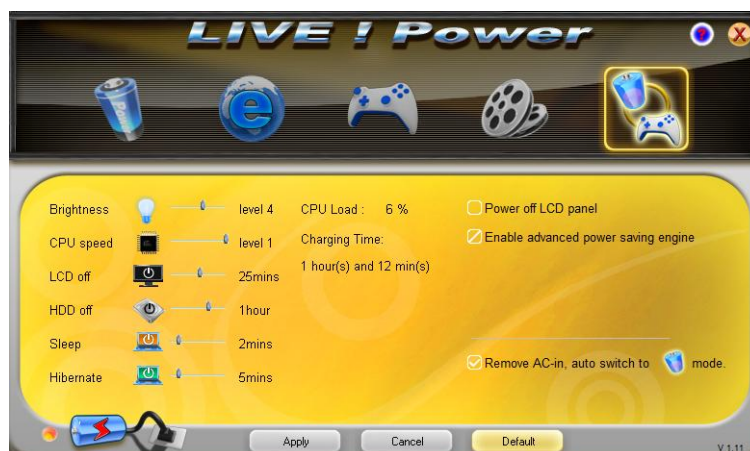 LIVE ! Power
Power
Brightness level 4 CPU Load : 6 % Power off LCD panel
CPU speed level 1 Charging Time: Enable advanced power saving engine
LCD off 25mins 1 hour(s) and 12 min(s)
HDD off 1hour
Sleep 2mins
Remove AC-in, auto switch to mode.
Hibernate 5mins
Apply Cancel Default
V 1.11